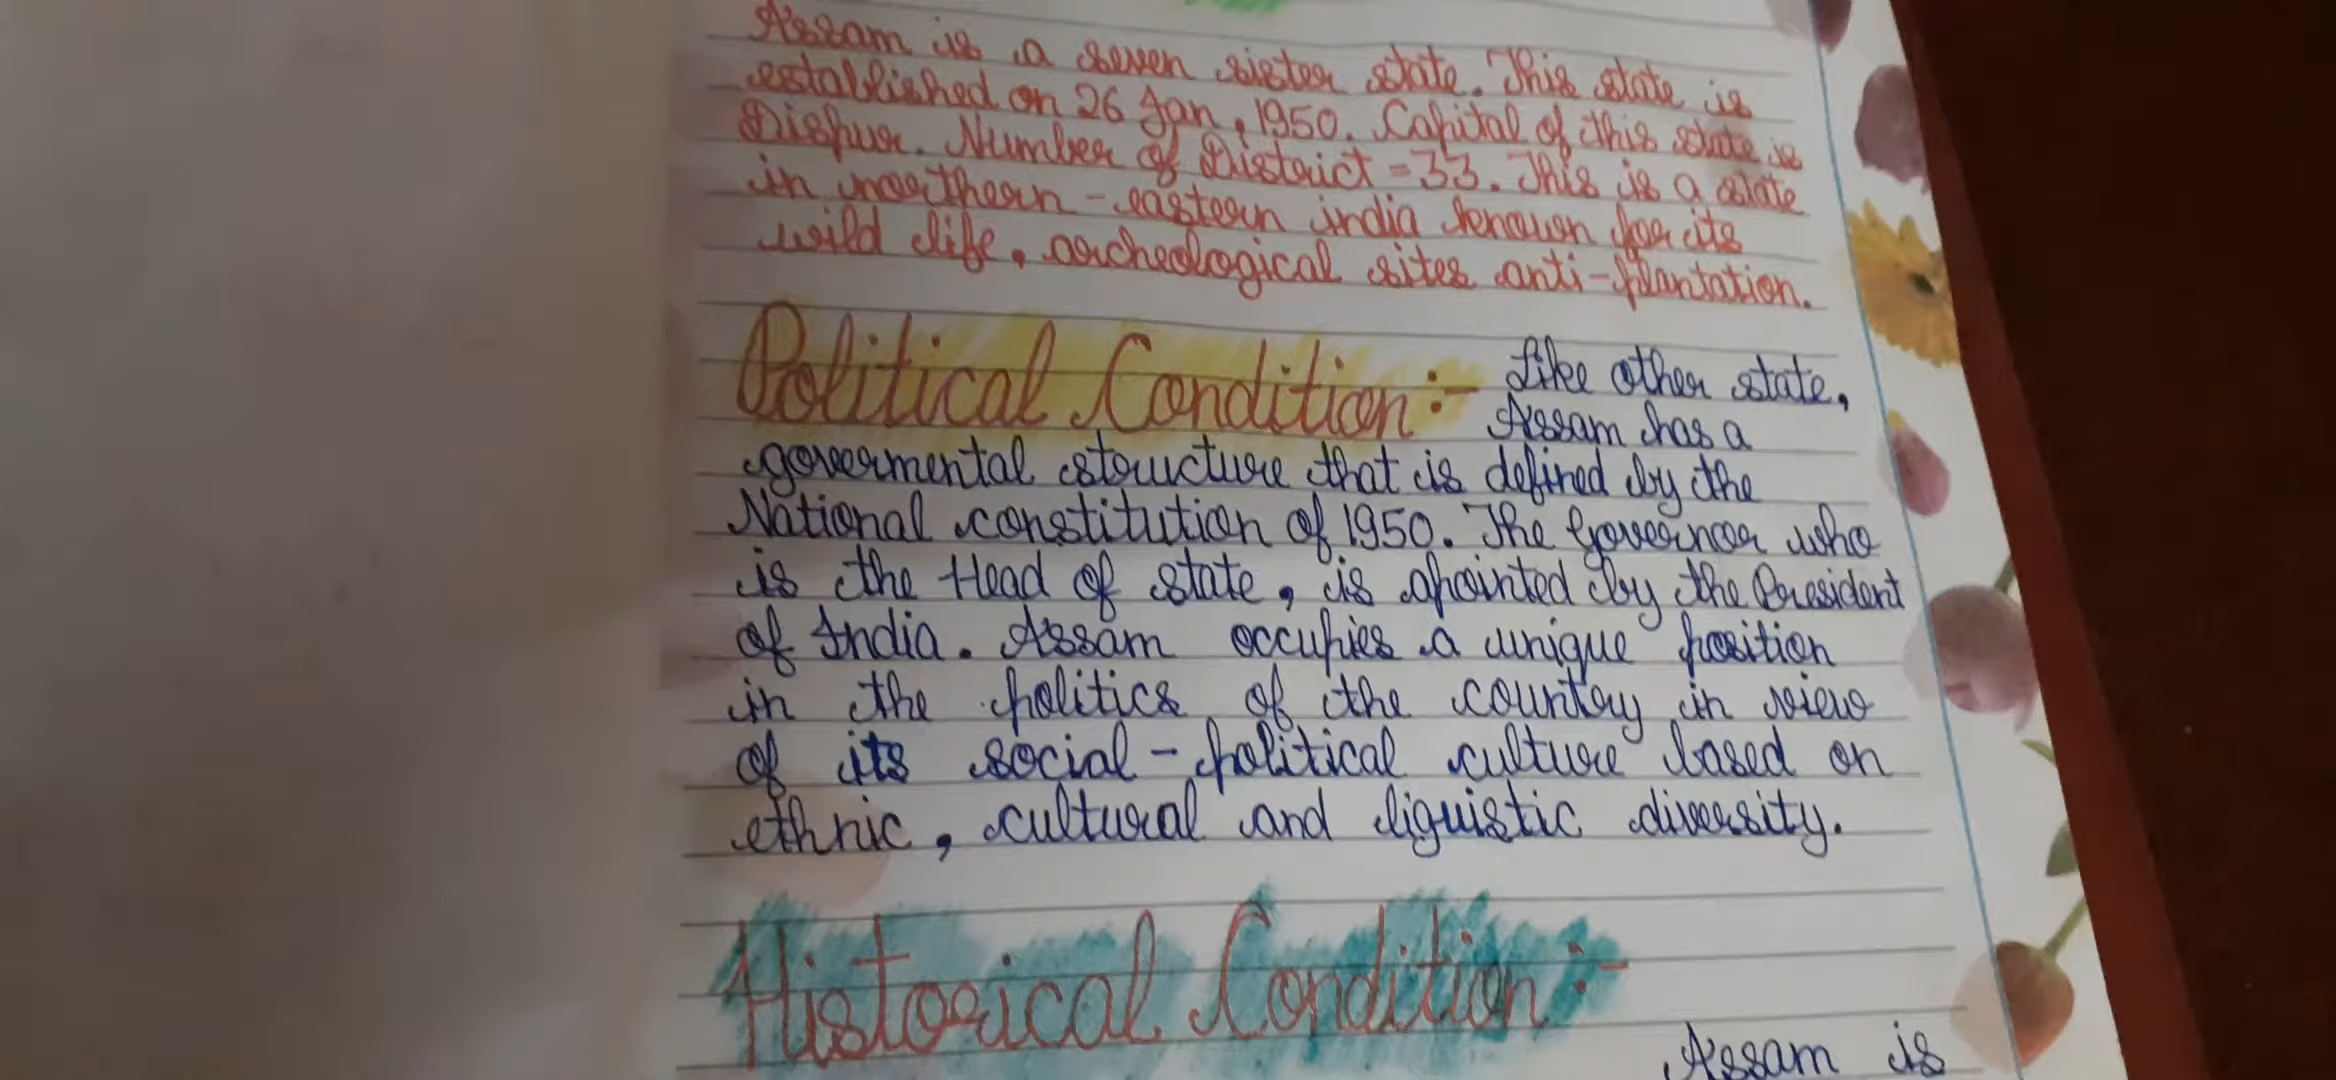 Assam is a seven sister state. This state is
established on 26 Jan, 1950. Capital of this state is
Dispur. Number of District = 33. This is a state
in northern - eastern india known for its
wild life, archeological sites anti - plantation.
Political Condition :- Like other state,
Assam has a
govermental structure that is defined by the
National constitution of 1950. The Governor who
is the Head of state, is apointed by the President
of India. Assam occupies a unique position
in the politics of the country in view
of its social - political culture based on
ethnic, cultural and liguistic diversity.
Historical Condition :-
Assam is